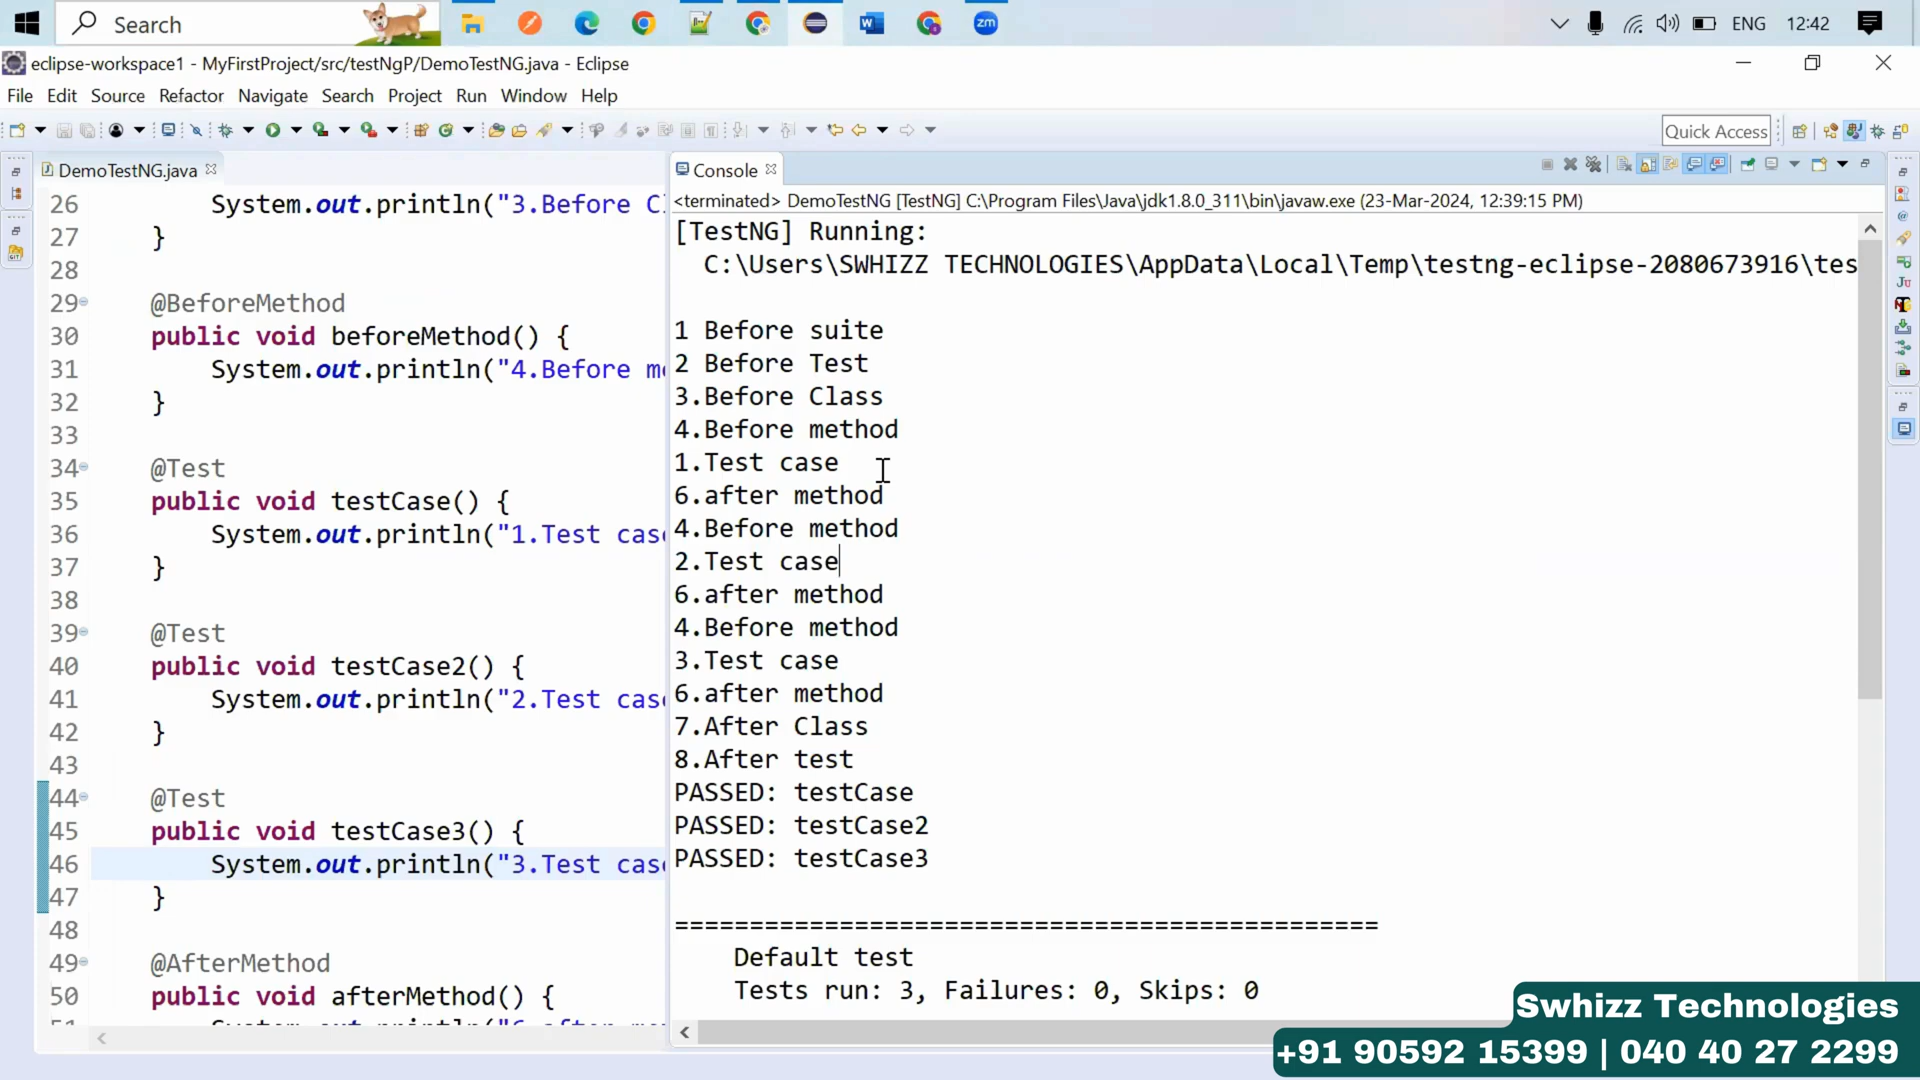 Search
ENG
12:42
eclipse-workspace1 - MyFirstProject/src/testNgP/DemoTestNG.java - Eclipse
File Edit Source Refactor Navigate Search Project Run Window Help
Quick Access
DemoTestNG.java
26 System.out.println("3.Before Cl
27 }
28
29 @BeforeMethod
30 public void beforeMethod() {
31 System.out.println("4.Before me
32 }
33
34 @Test
35 public void testCase() {
36 System.out.println("1.Test case
37 }
38
39 @Test
40 public void testCase2() {
41 System.out.println("2.Test case
42 }
43
44 @Test
45 public void testCase3() {
46 System.out.println("3.Test case
47 }
48
49 @AfterMethod
50 public void afterMethod() {
Console
<terminated> DemoTestNG [TestNG] C:\Program Files\Java\jdk1.8.0_311\bin\javaw.exe (23-Mar-2024, 12:39:15 PM)
[TestNG] Running:
C:\Users\SWHIZZ TECHNOLOGIES\AppData\Local\Temp\testng-eclipse-2080673916\tes
1 Before suite
2 Before Test
3.Before Class
4.Before method
1.Test case
6.after method
4.Before method
2.Test case
6.after method
4.Before method
3.Test case
6.after method
7.After Class
8.After test
PASSED: testCase
PASSED: testCase2
PASSED: testCase3
===============================================
Default test
Tests run: 3, Failures: 0, Skips: 0
Swhizz Technologies
+91 90592 15399 | 040 40 27 2299